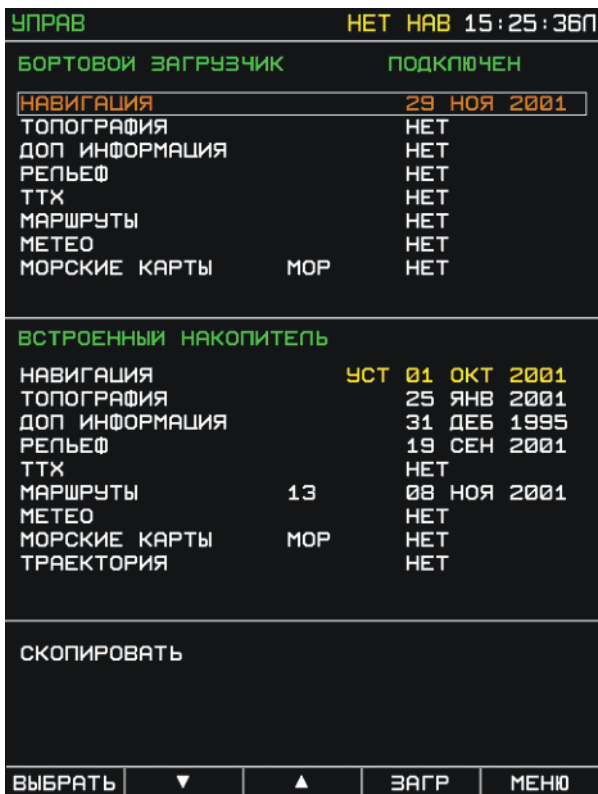 УПРАВ НЕТ НАВ 15:25:36Л
БОРТОВОЙ ЗАГРУЗЧИК ПОДКЛЮЧЕН
НАВИГАЦИЯ 29 НОЯ 2001
ТОПОГРАФИЯ НЕТ
ДОП ИНФОРМАЦИЯ НЕТ
РЕЛЬЕФ НЕТ
ТТХ НЕТ
МАРШРУТЫ НЕТ
МЕТЕО НЕТ
МОРСКИЕ КАРТЫ МОР НЕТ
ВСТРОЕННЫЙ НАКОПИТЕЛЬ
НАВИГАЦИЯ УСТ 01 ОКТ 2001
ТОПОГРАФИЯ 25 ЯНВ 2001
ДОП ИНФОРМАЦИЯ 31 ДЕБ 1995
РЕЛЬЕФ 19 СЕН 2001
ТТХ НЕТ
МАРШРУТЫ 13 08 НОЯ 2001
МЕТЕО НЕТ
МОРСКИЕ КАРТЫ МОР НЕТ
ТРАЕКТОРИЯ НЕТ
СКОПИРОВАТЬ
ВЫБРАТЬ ▼ ▲ ЗАГР МЕНЮ